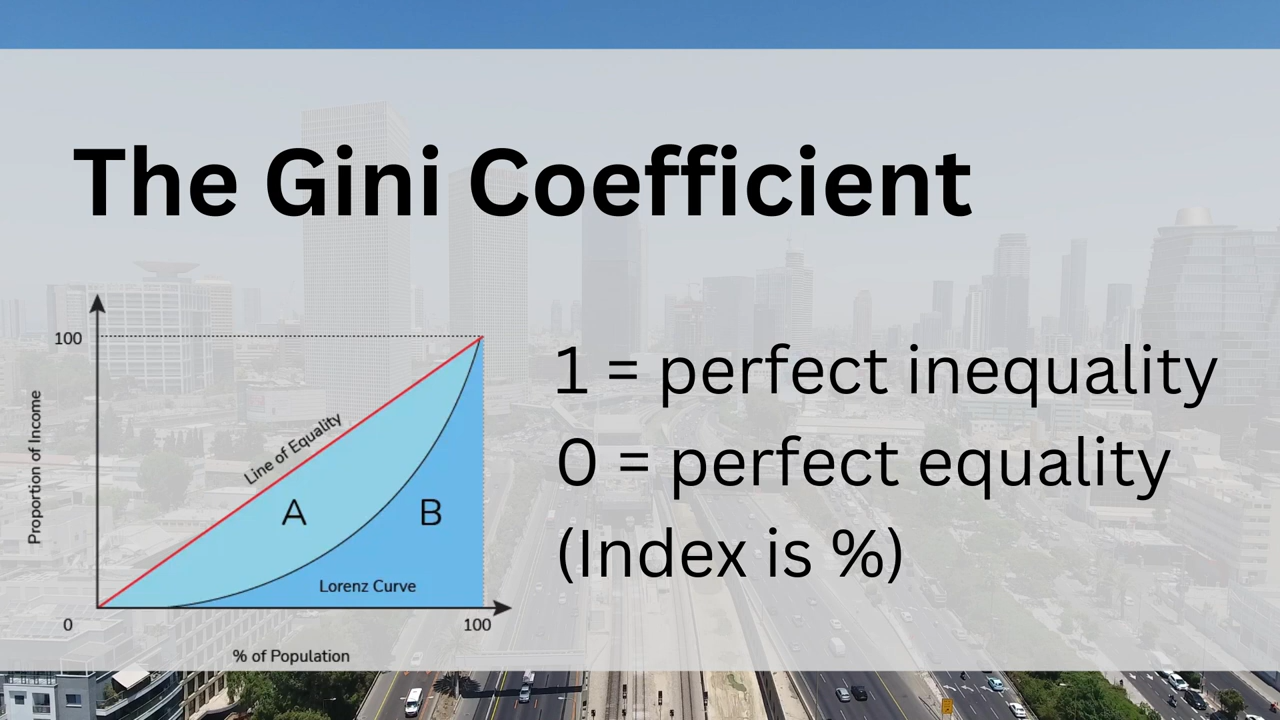 The Gini Coefficient
100
Proportion of Income
Line of Equality
A
B
Lorenz Curve
0
100
% of Population
1 = perfect inequality
0 = perfect equality
(Index is %)